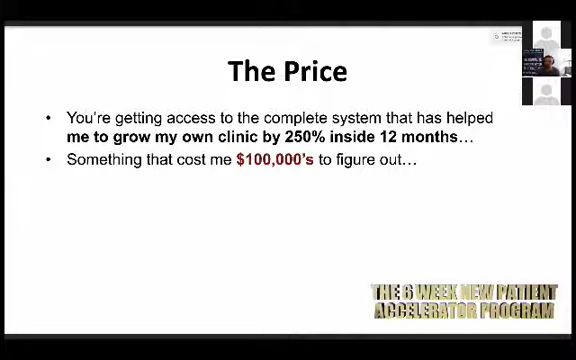 The Price
• You're getting access to the complete system that has helped
me to grow my own clinic by 250% inside 12 months…
• Something that cost me $100,000's to figure out…
THE 6 WEEK NEW PATIENT
ACCELERATOR PROGRAM